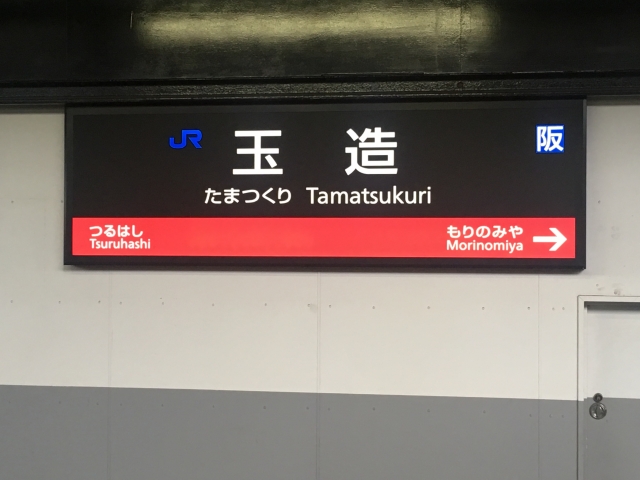 JR 玉造 阪
たまつくり Tamatsukuri
つるはし もりのみや
Tsuruhashi Morinomiya →